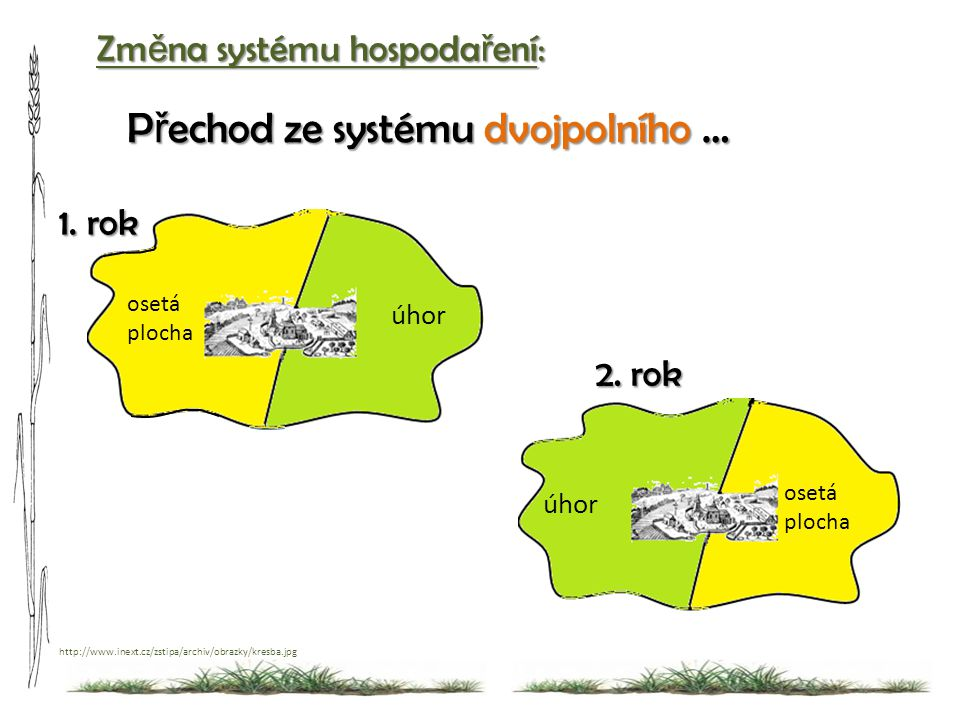 Změna systému hospodaření:
Přechod ze systému dvojpolního ...
1. rok
osetá
plocha
úhor
2. rok
úhor
osetá
plocha
http://www.inext.cz/zstipa/archiv/obrazky/kresba.jpg